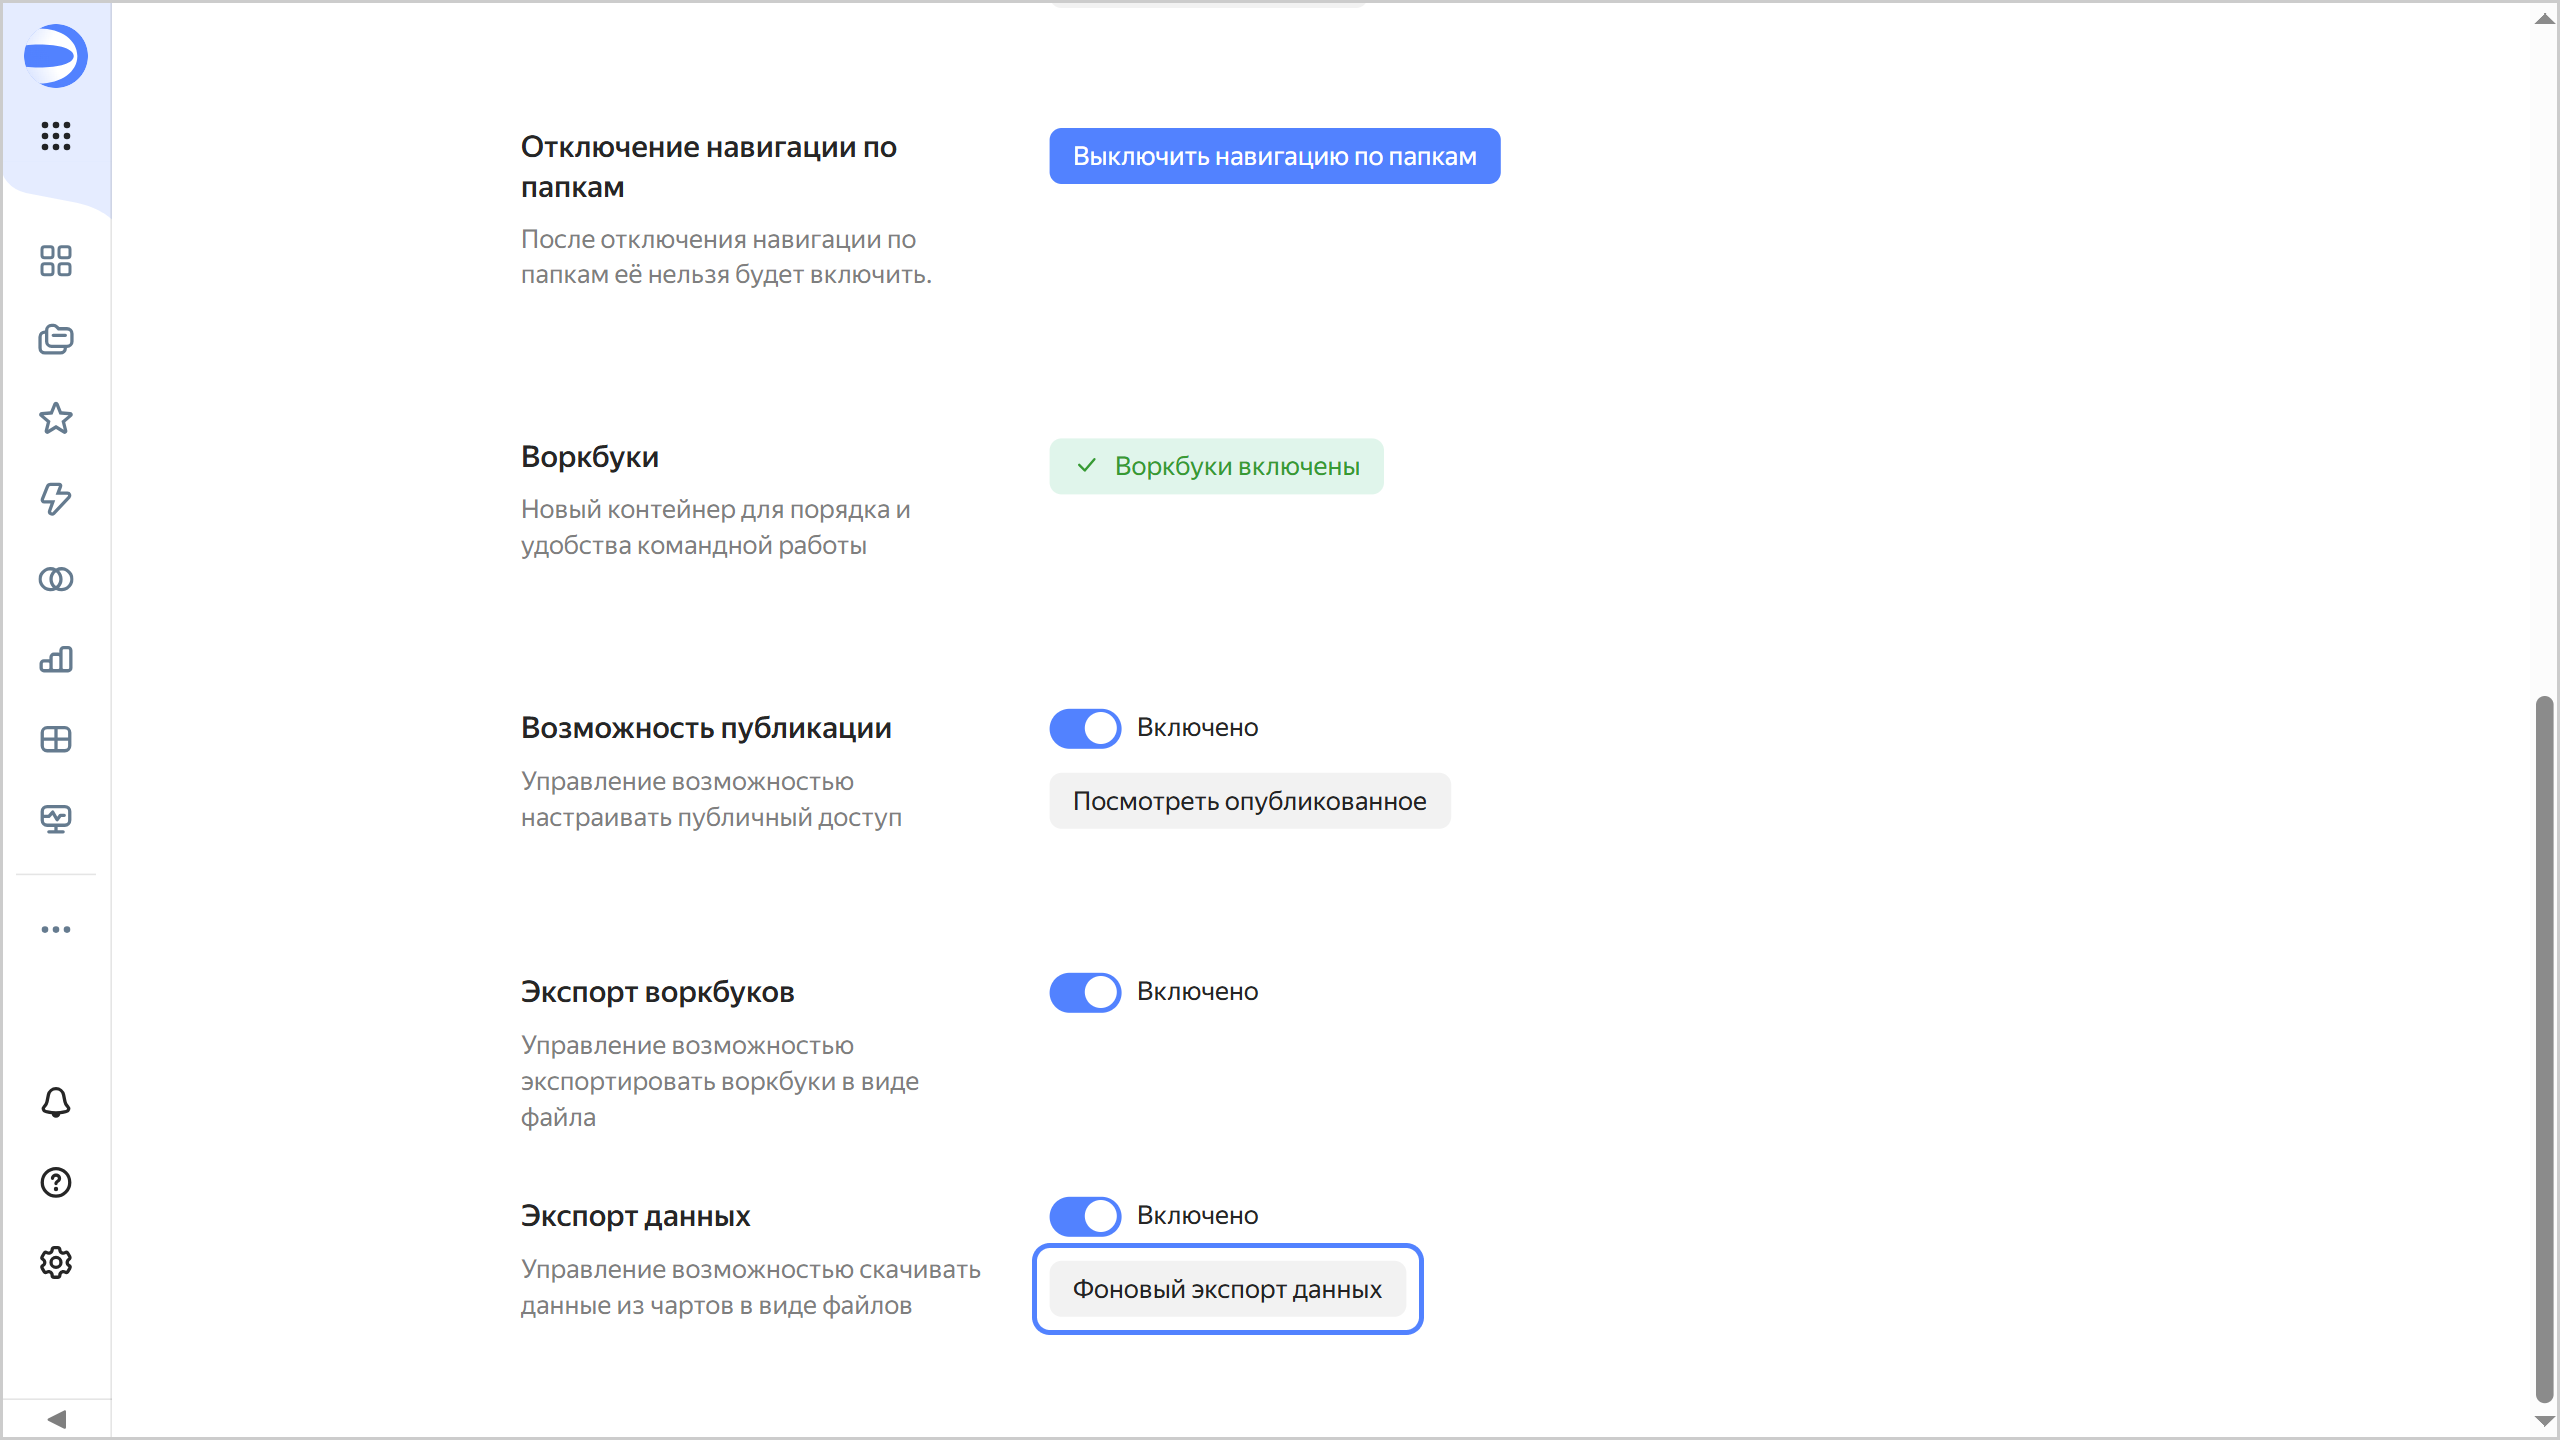 Отключение навигации по
папкам
Выключить навигацию по папкам
После отключения навигации по
папкам её нельзя будет включить.
Воркбуки
Воркбуки включены
Новый контейнер для порядка и
удобства командной работы
Возможность публикации
Включено
Управление возможностью
настраивать публичный доступ
Посмотреть опубликованное
Экспорт воркбуков
Включено
Управление возможностью
экспортировать воркбуки в виде
файла
Экспорт данных
Включено
Управление возможностью скачивать
данные из чартов в виде файлов
Фоновый экспорт данных